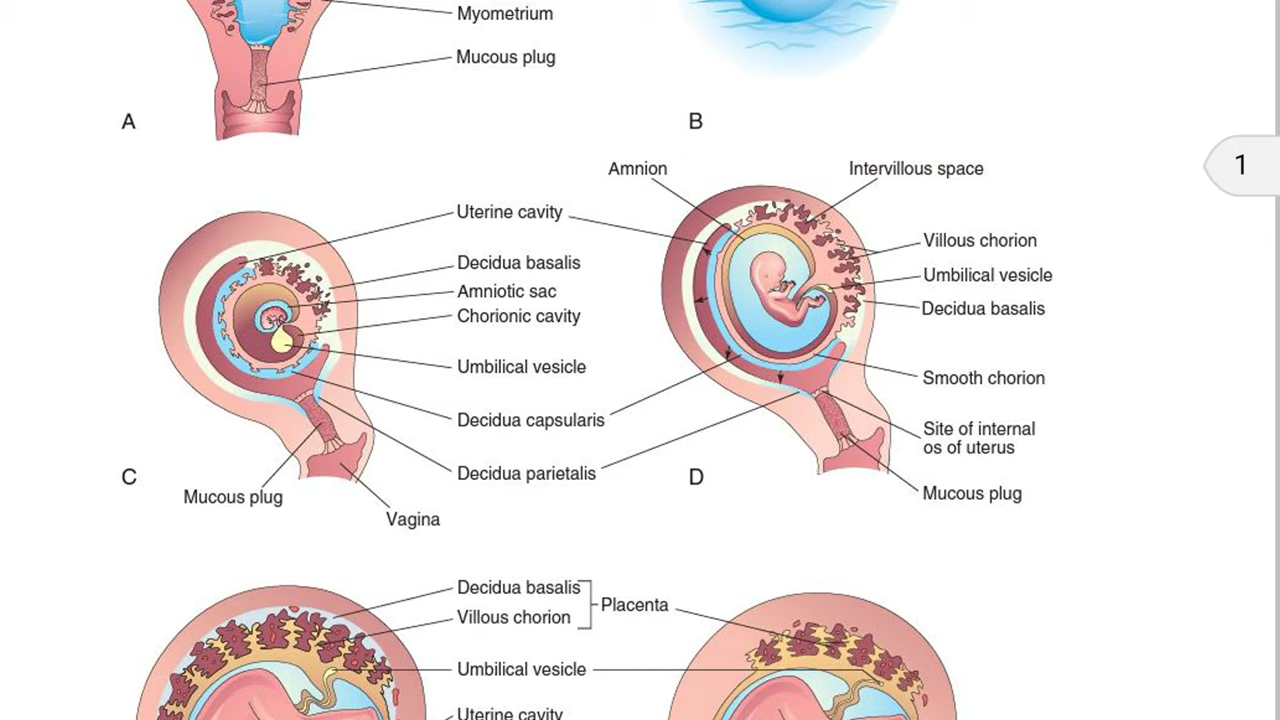 Myometrium
Mucous plug
A
B
Amnion
Intervillous space
1
Uterine cavity
Villous chorion
Decidua basalis
Umbilical vesicle
Amniotic sac
Decidua basalis
Chorionic cavity
Umbilical vesicle
Smooth chorion
Decidua capsularis
Site of internal
os of uterus
Decidua parietalis
C
D
Mucous plug
Mucous plug
Vagina
Decidua basalis
Placenta
Villous chorion
Umbilical vesicle
Uterine cavity